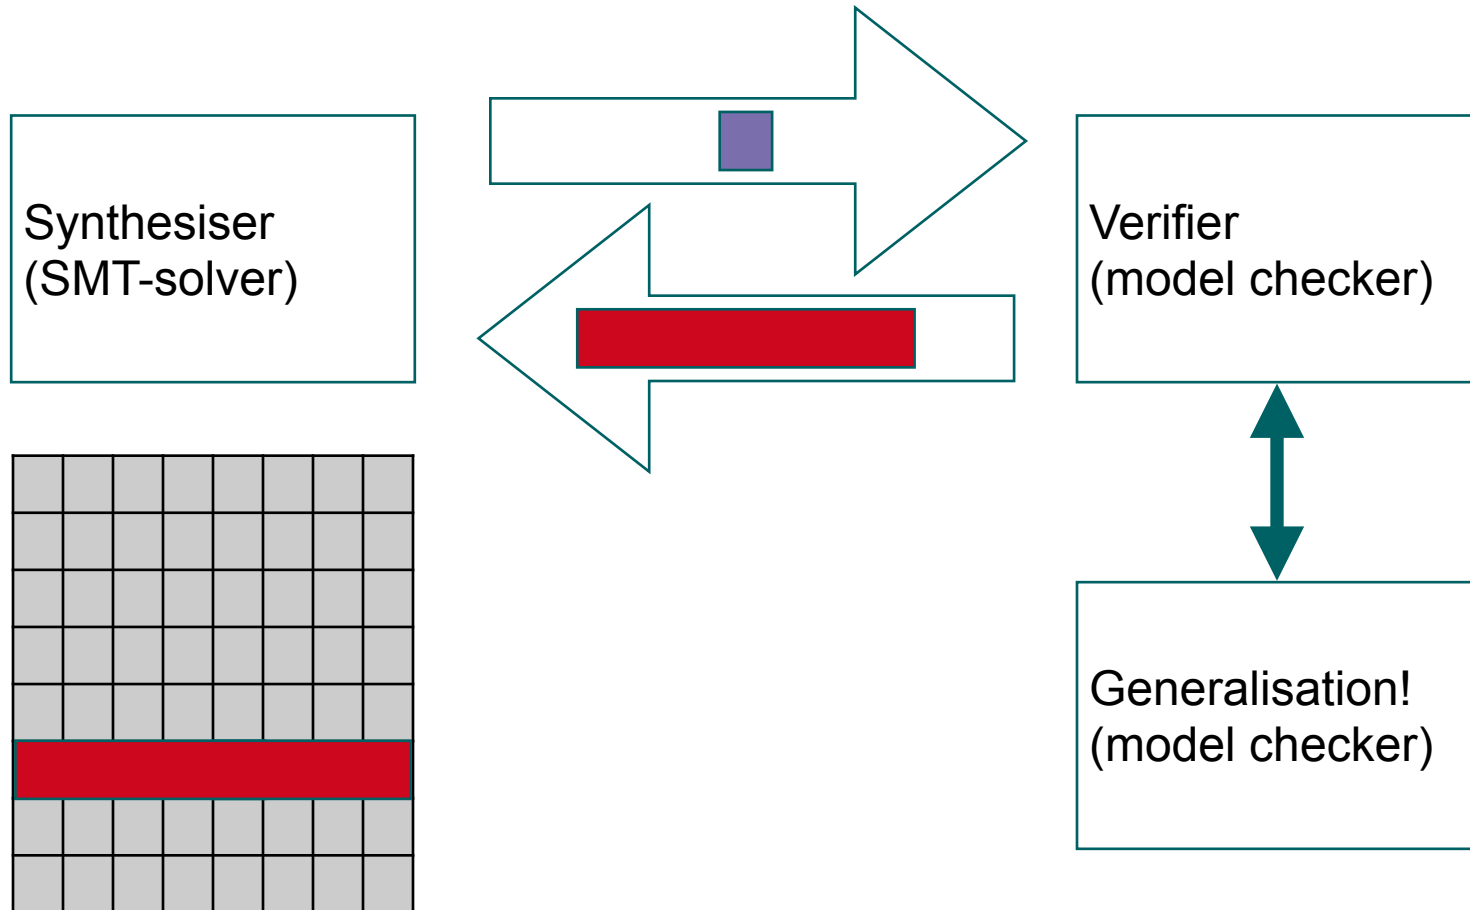 Synthesiser
(SMT-solver)
Verifier
(model checker)
Generalisation!
(model checker)